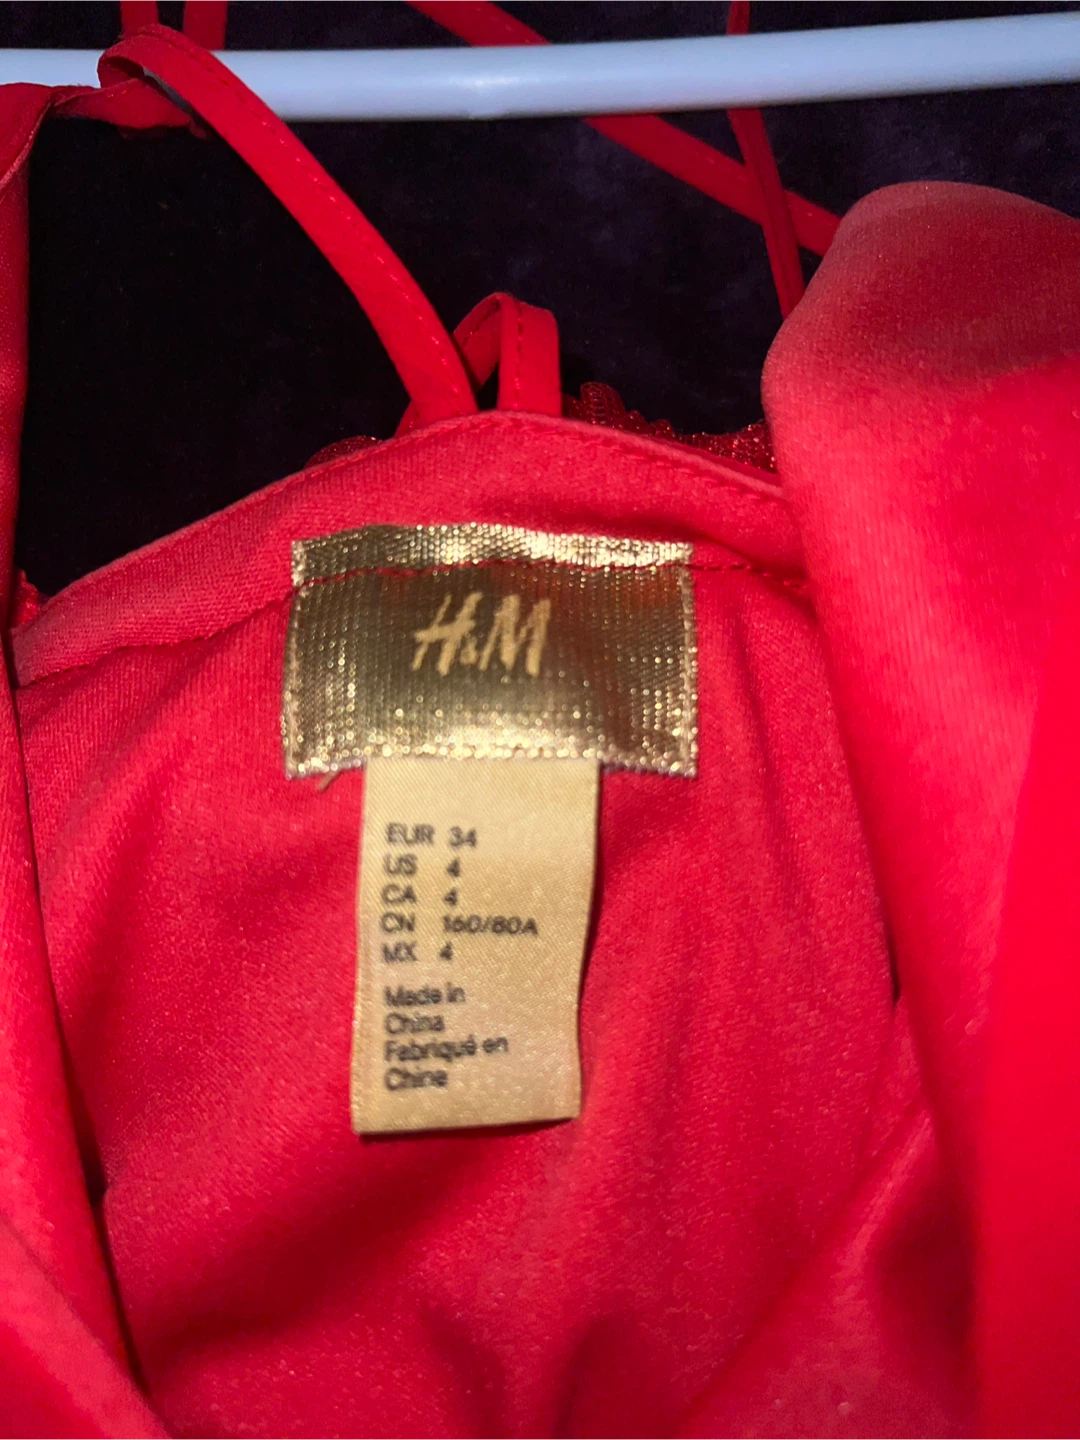 H&M
EUR 34
US 4
CA 4
CN 160/80A
MX 4
Made in
China
Fabriqué en
Chine